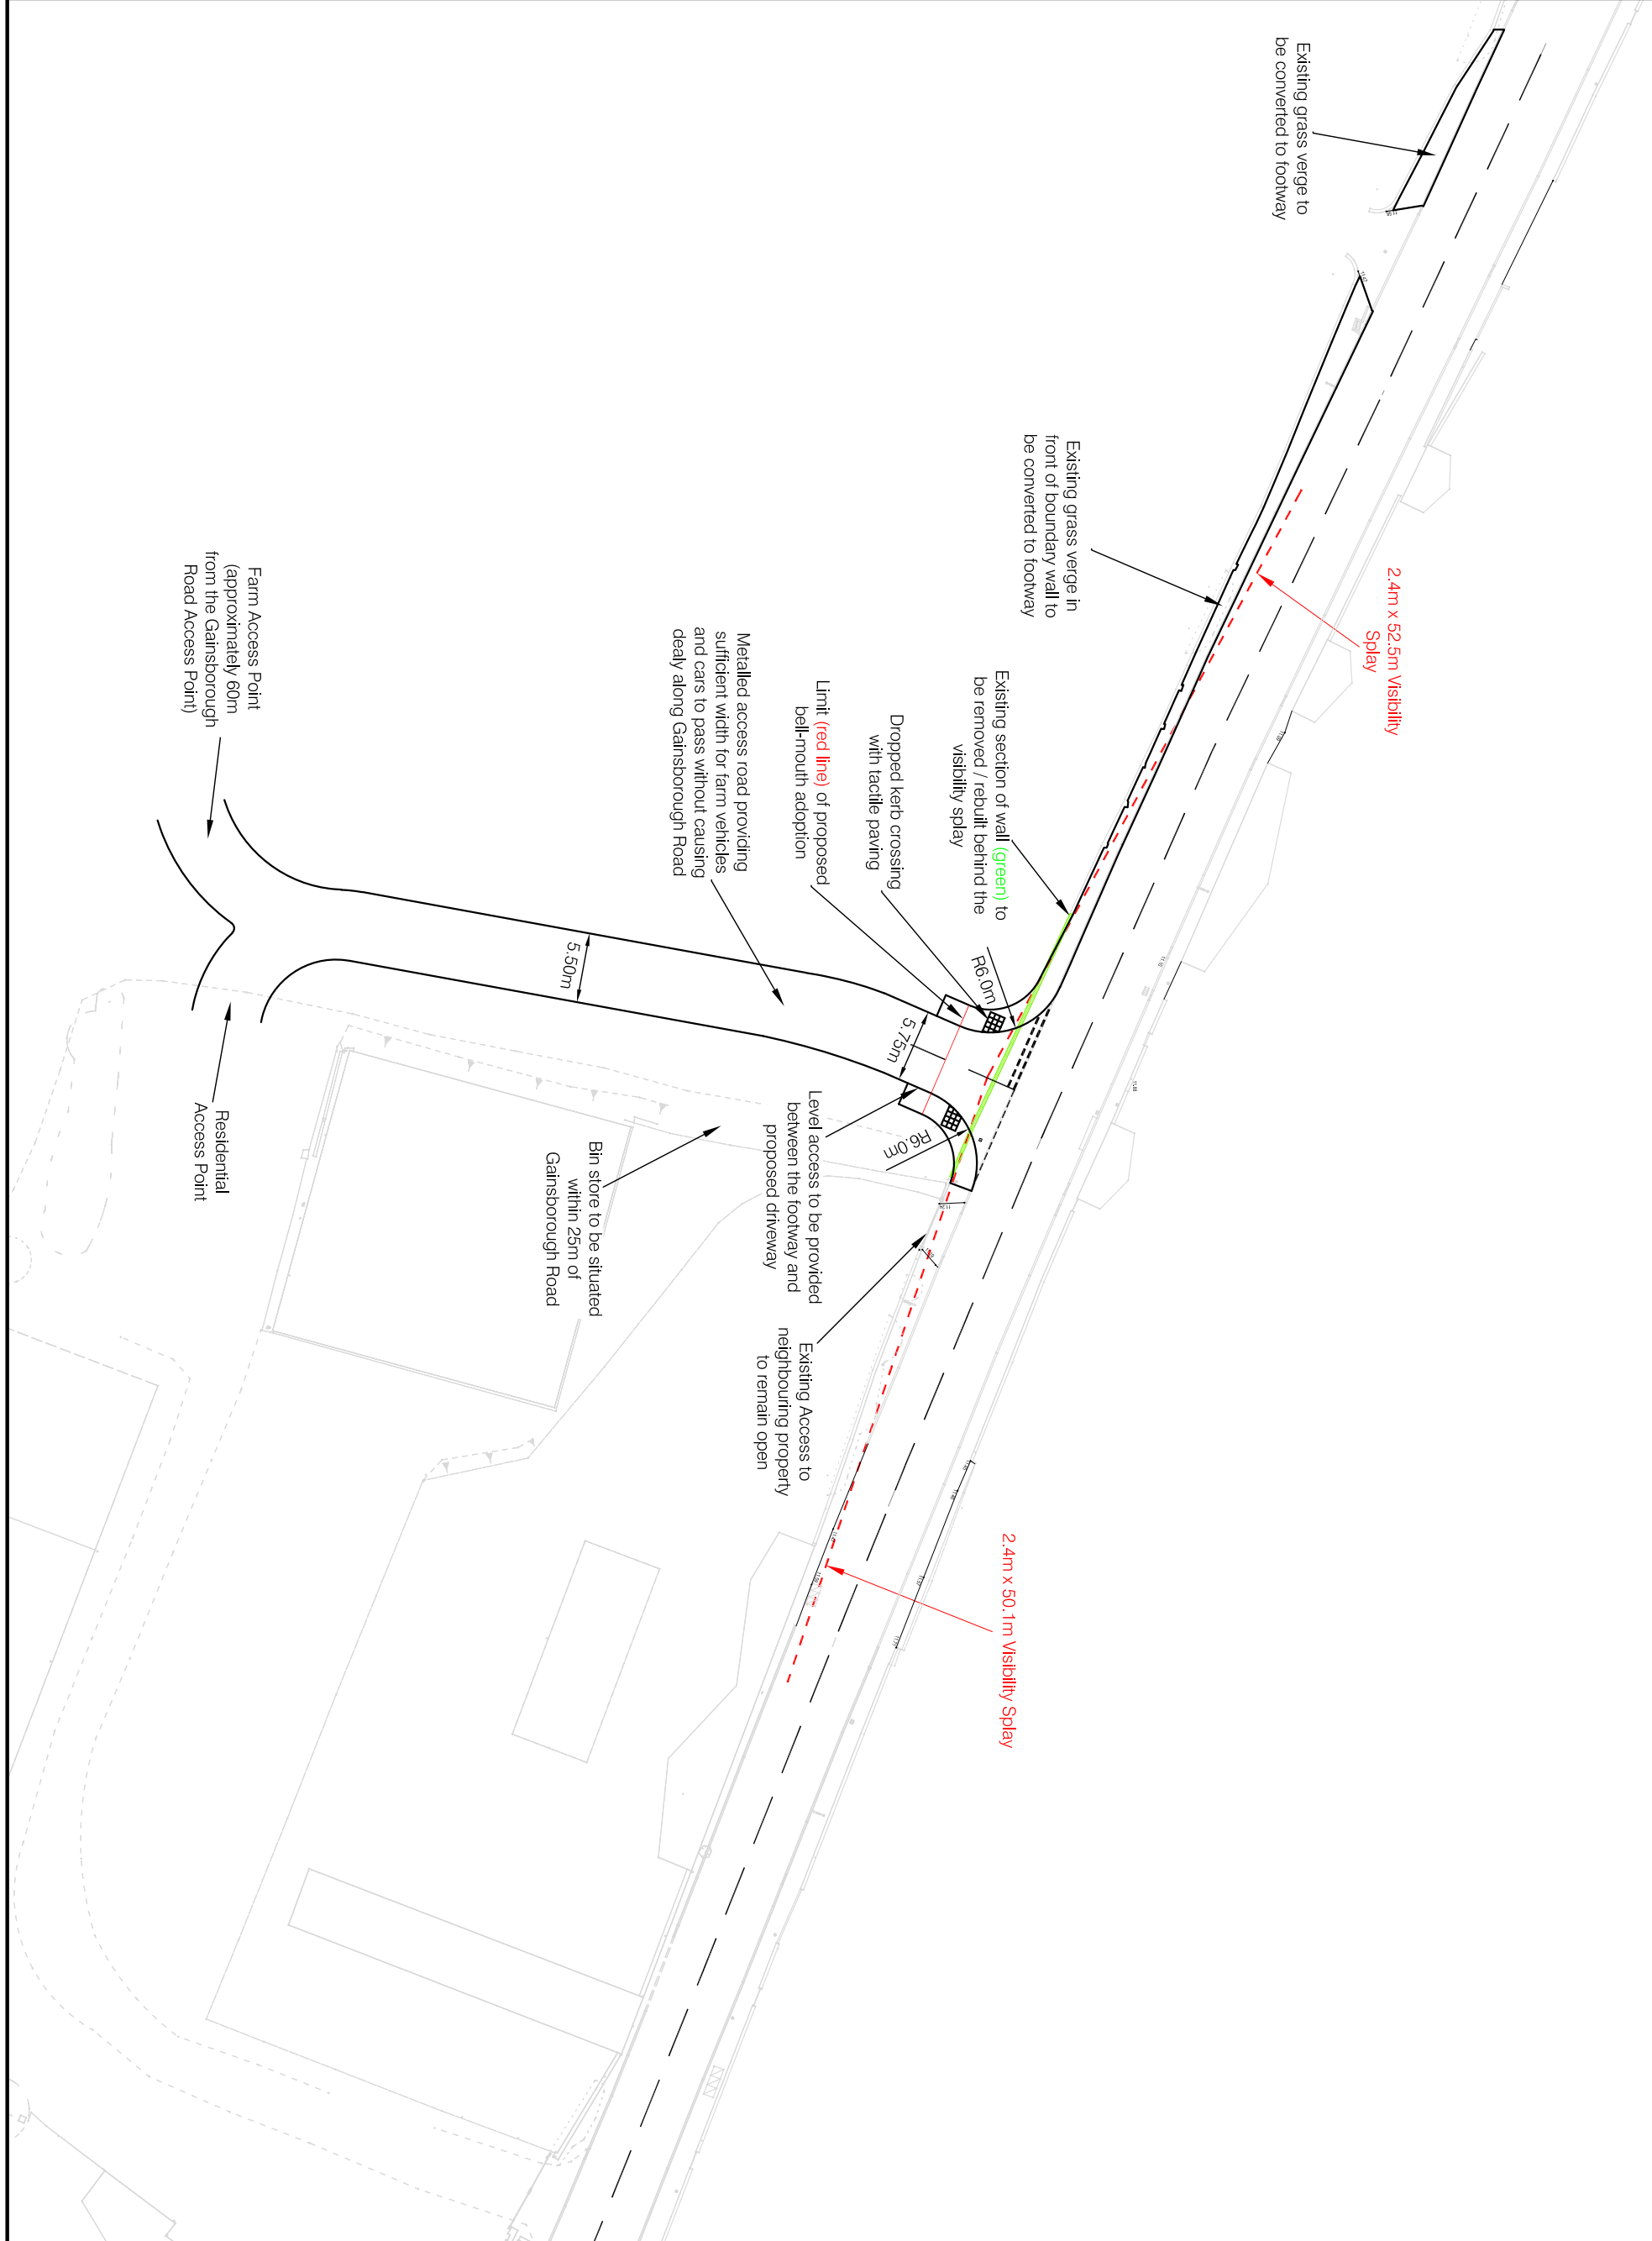 Existing grass verge to
be converted to footway
2.4m x 52.5m Visibility
Splay
Existing grass verge in
front of boundary wall to
be converted to footway
Existing section of wall (green) to
be removed / rebuilt behind the
visibility splay
Dropped kerb crossing
with tactile paving
Limit (red line) of proposed
bell-mouth adoption
Metalled access road providing
sufficient width for farm vehicles
and cars to pass without causing
dealy along Gainsborough Road
Farm Access Point
(approximately 60m
from the Gainsborough
Road Access Point)
R6.0m
5.75m
5.50m
R6.0m
Level access to be provided
between the footway and
proposed driveway
Bin store to be situated
within 25m of
Gainsborough Road
Residential
Access Point
Existing Access to
neighbouring property
to remain open
2.4m x 50.1m Visibility Splay